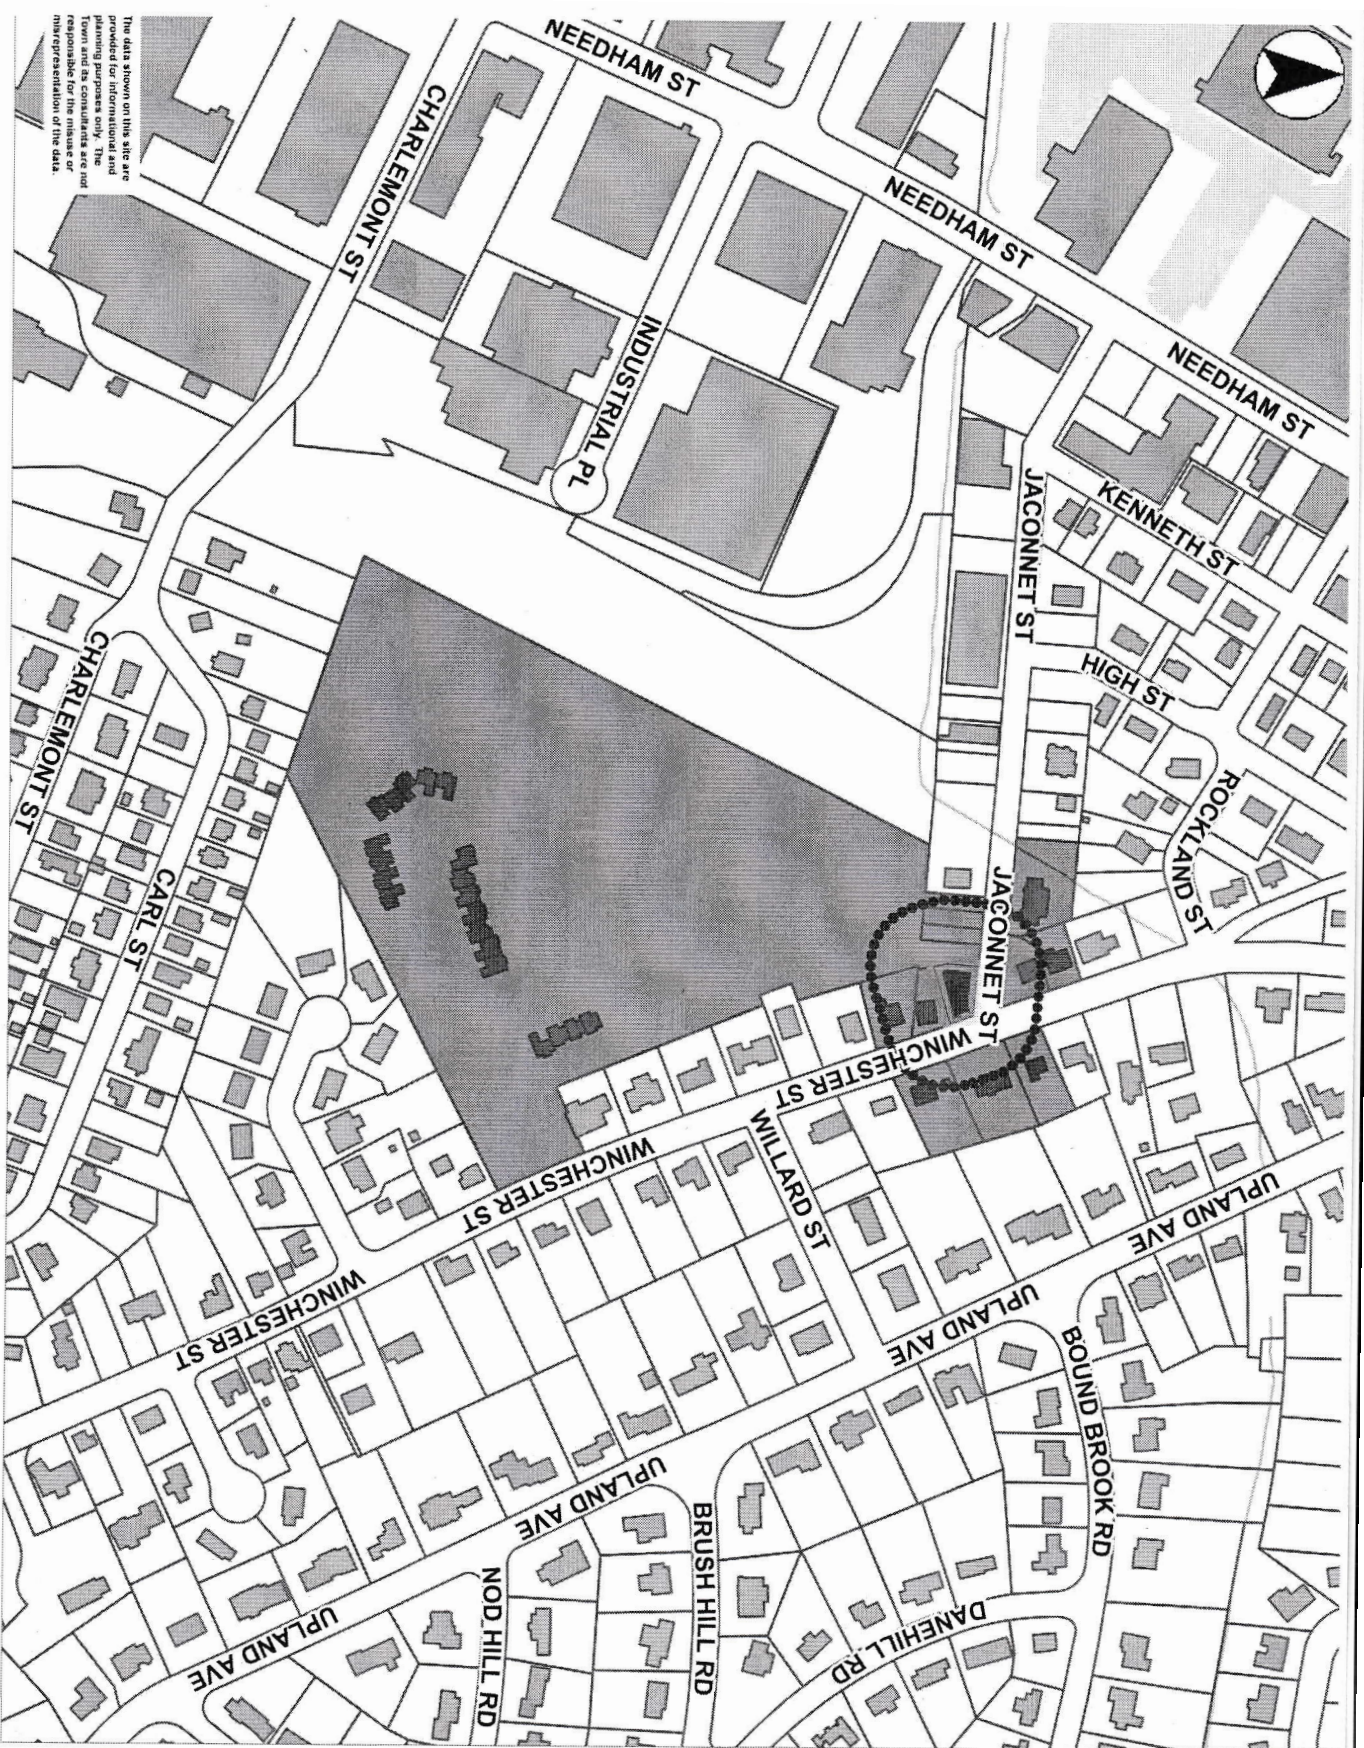 The data shown on this site are
provided for informational and
planning purposes only. The
Town and its consultants are not
responsible for the misuse or
misrepresentation of the data.
NEEDHAM ST
CHARLEMONT ST
NEEDHAM ST
INDUSTRIAL PL
NEEDHAM ST
JACONNET ST
KENNETH ST
HIGH ST
CHARLEMONT ST
ROCKLAND ST
CARL ST
JACONNET ST
WINCHESTER ST
WILLARD ST
WINCHESTER ST
UPLAND AVE
WINCHESTER ST
UPLAND AVE
BOUND BROOK RD
UPLAND AVE
BRUSH HILL RD
NOD HILL RD
DANEHILL RD
UPLAND AVE